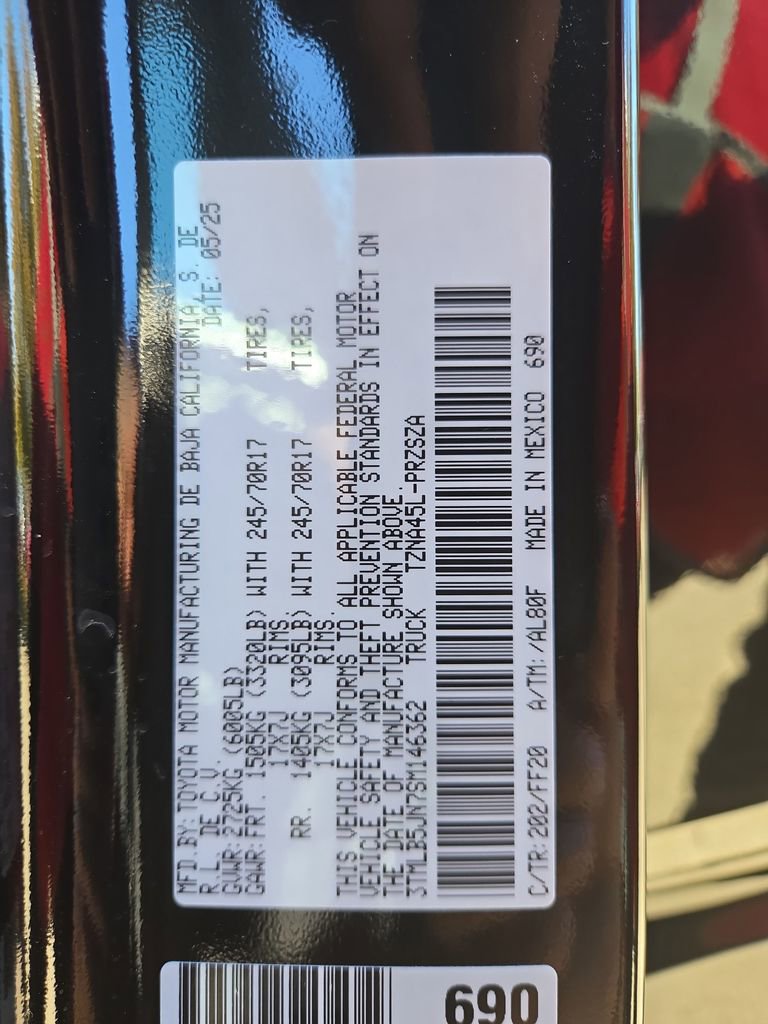 MFD BY: TOYOTA MOTOR MANUFACTURING DE BAJA CALIFORNIA, S. DE
R.L. DE C.V. DATE: 05/25
GVWR: 2725KG (6005LB)
GAWR: FRT. 1505KG (3320LB) WITH 245/70R17 TIRES,
17X7J RIMS,
RR. 1405KG (3095LB) WITH 245/70R17 TIRES,
17X7J RIMS.
THIS VEHICLE CONFORMS TO ALL APPLICABLE FEDERAL MOTOR
VEHICLE SAFETY AND THEFT PREVENTION STANDARDS IN EFFECT ON
THE DATE OF MANUFACTURE SHOWN ABOVE.
3TMLB5JN7SM146362 TRUCK TZNA45L-PRZSZA
C/TR: 202/FF20 A/TM: /AL80F MADE IN MEXICO 690
690